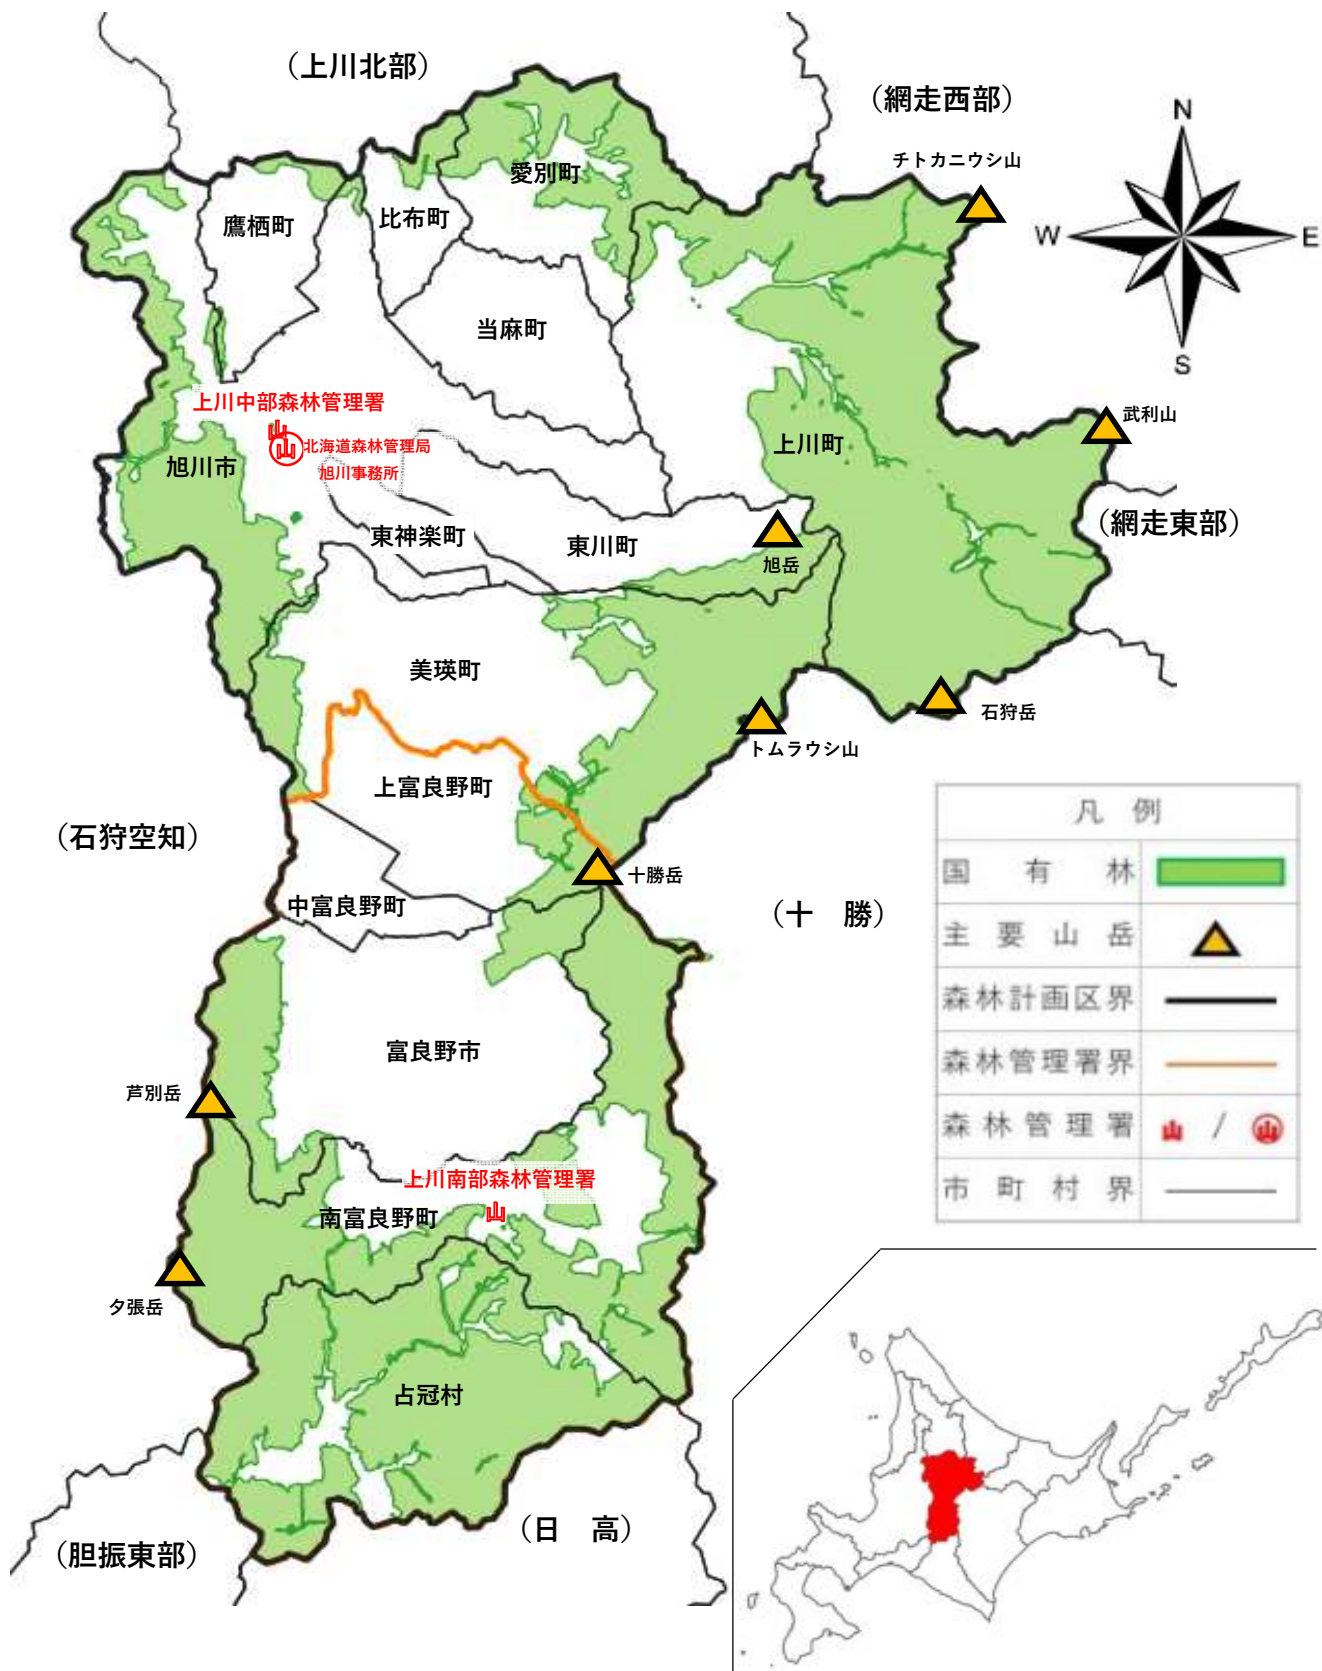 （上川北部）
（網走西部）
N
チトカニウシ山
愛別町
比布町
鷹栖町
W
E
当麻町
S
上川中部森林管理署
武利山
上川町
北海道森林管理局
旭川市
旭川事務所
（網走東部）
東神楽町
東川町
旭岳
美瑛町
石狩岳
トムラウシ山
上富良野町
（石狩空知）
凡　例
国有林
十勝岳
中富良野町
（十　勝）
主要山岳
森林計画区界
富良野市
森林管理署界
芦別岳
森林管理署
/
上川南部森林管理署
市町村界
南富良野町
夕張岳
占冠村
（日　高）
（胆振東部）